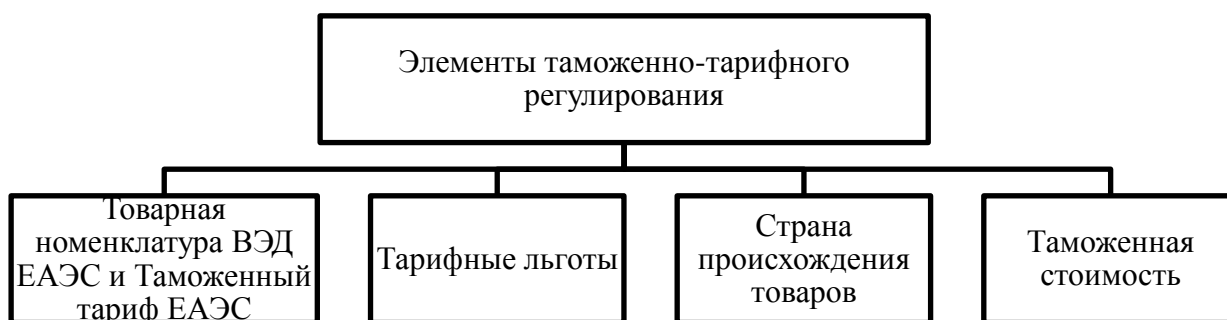 Элементы таможенно-тарифного
регулирования
Товарная
номенклатура ВЭД
ЕАЭС и Таможенный
тариф ЕАЭС
Тарифные льготы
Страна
происхождения
товаров
Таможенная
стоимость